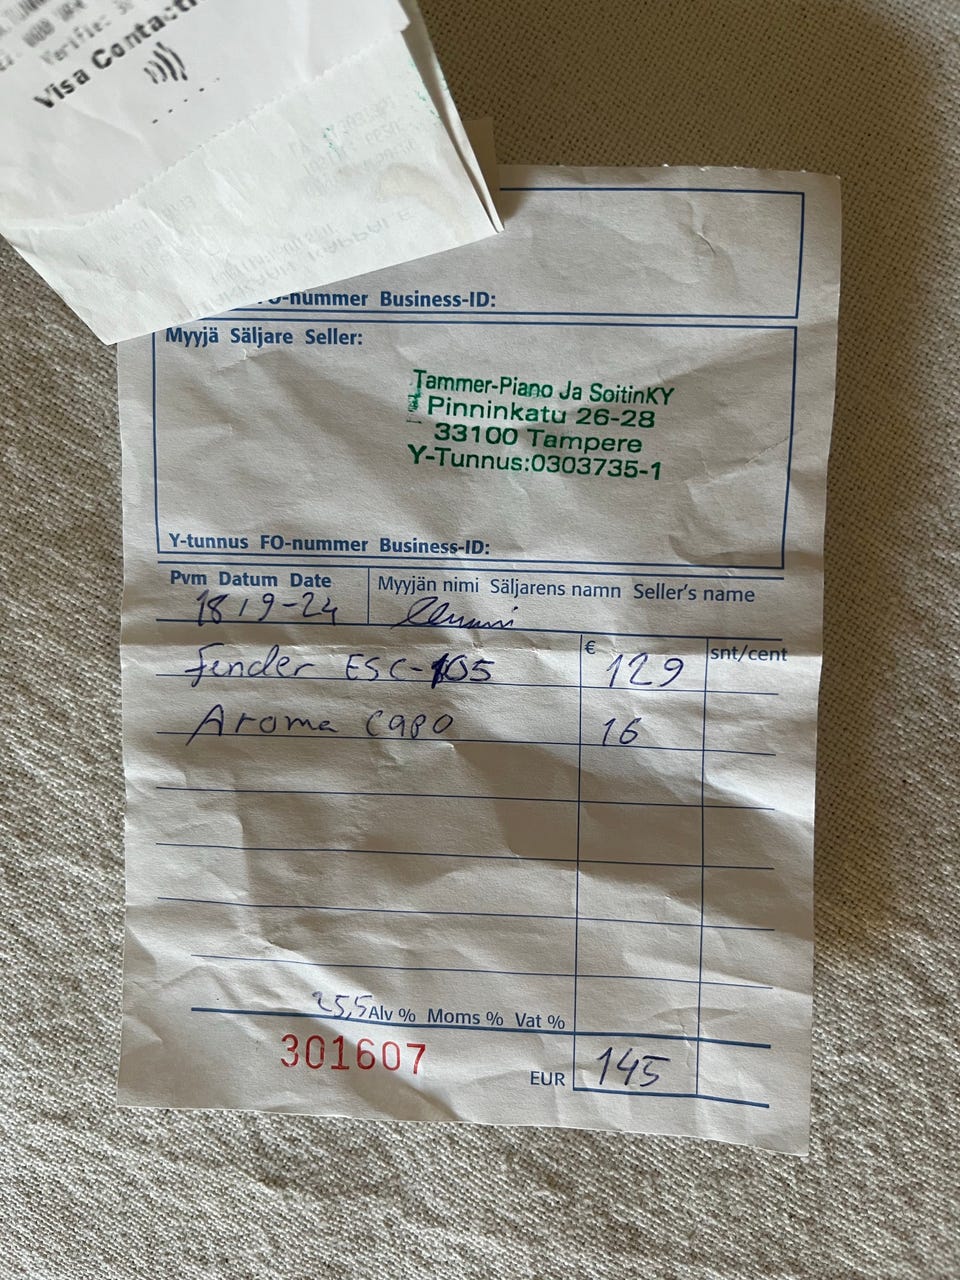 Visa Contactl
FO-nummer Business-ID:
Myyjä Säljare Seller:
Tammer-Piano Ja SoitinKY
Pinninkatu 26-28
33100 Tampere
Y-Tunnus:0303735-1
Y-tunnus FO-nummer Business-ID:
Pvm Datum Date Myyjän nimi Säljarens namn Seller's name
18/9-24
€ snt/cent
Fender ESC-105 129
Aroma capo 16
25,5 Alv % Moms % Vat %
301607
EUR 145